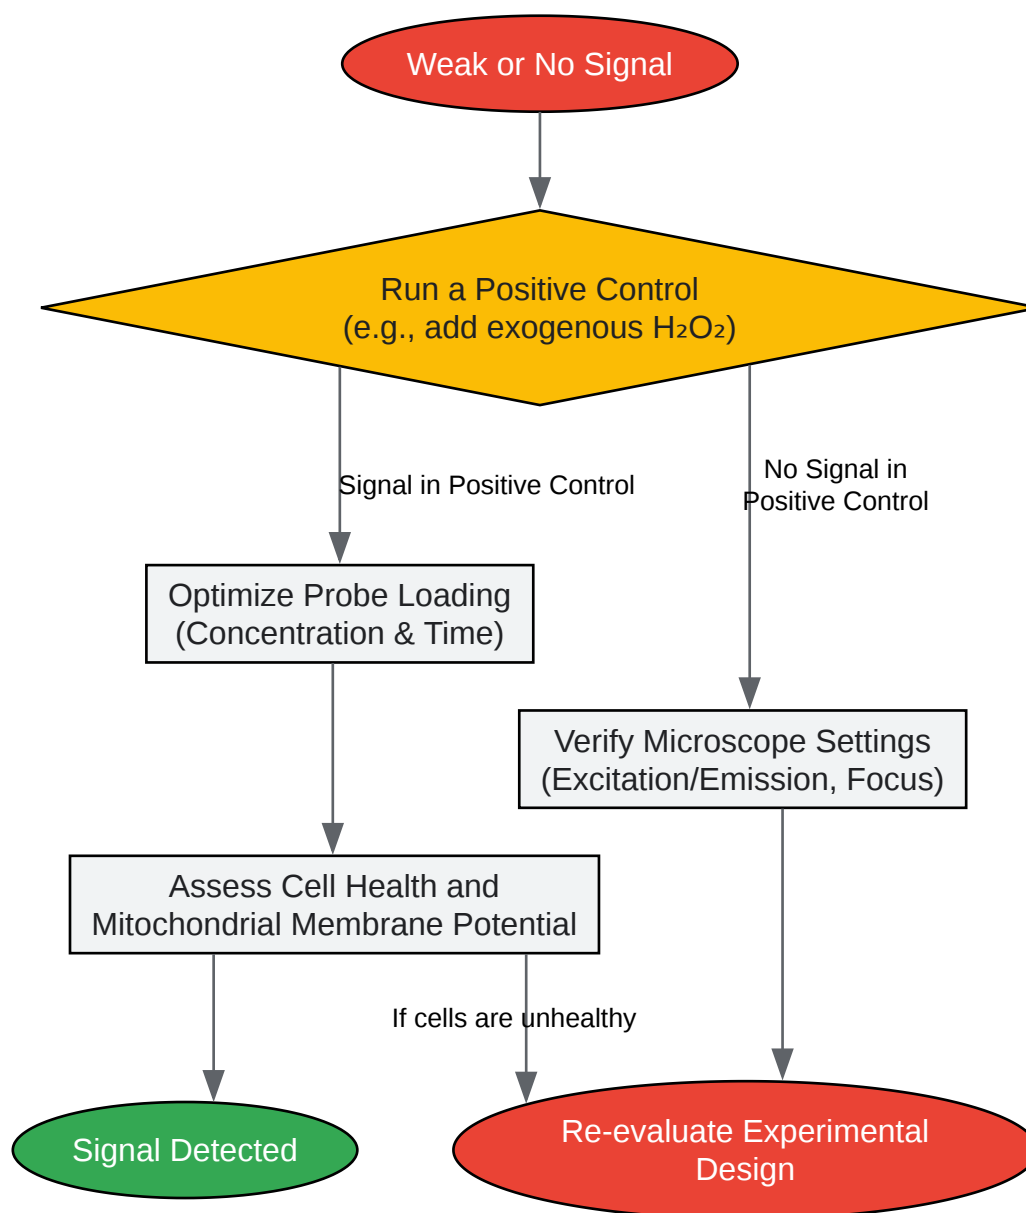 Weak or No Signal
Run a Positive Control
(e.g., add exogenous H₂O₂)
Signal in Positive Control
No Signal in
Positive Control
Optimize Probe Loading
(Concentration & Time)
Verify Microscope Settings
(Excitation/Emission, Focus)
Assess Cell Health and
Mitochondrial Membrane Potential
If cells are unhealthy
Signal Detected
Re-evaluate Experimental
Design